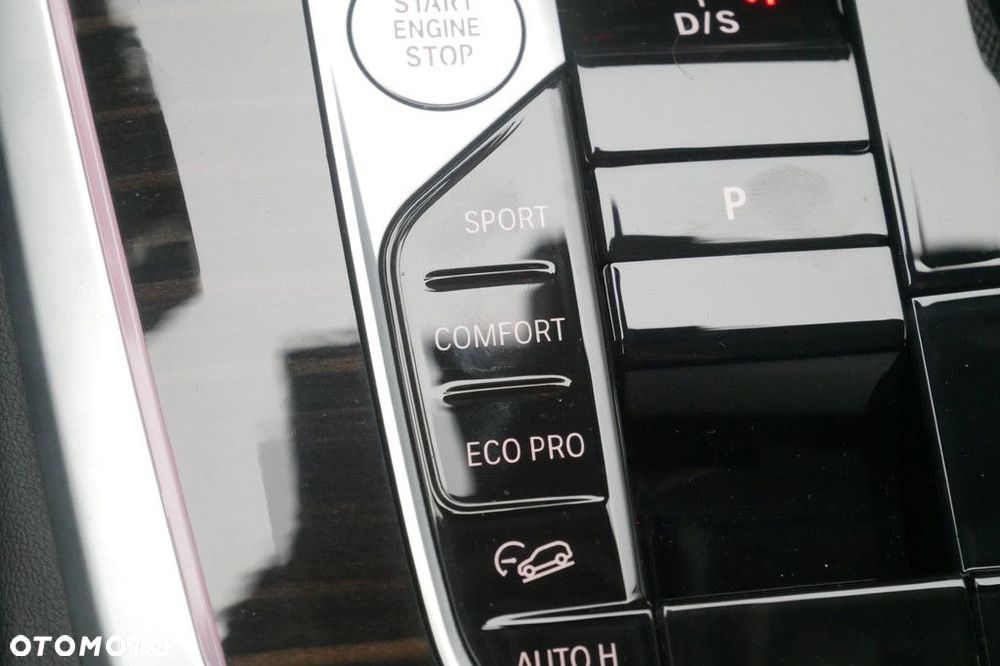 START
ENGINE
STOP
D/S
P
SPORT
COMFORT
ECO PRO
AUTO H
OTOMOTO